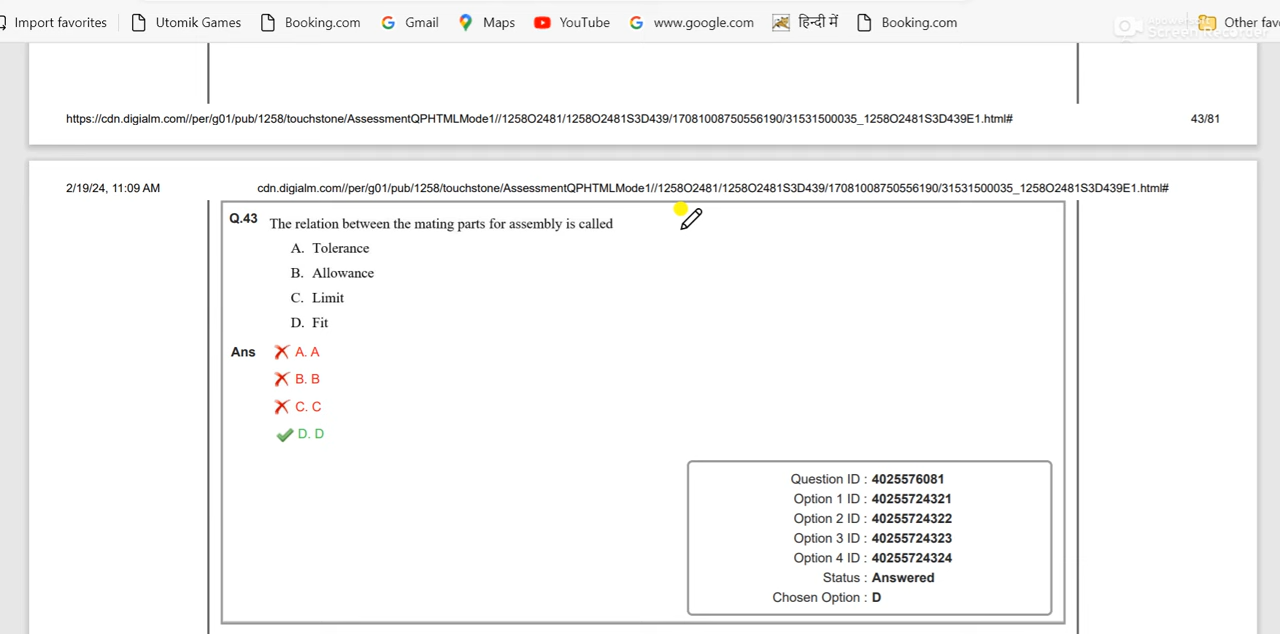 Import favorites
Utomik Games
Booking.com
Gmail
Maps
YouTube
www.google.com
हिन्दी में
Booking.com
Other fav
Screen Recorder
https://cdn.digialm.com//per/g01/pub/1258/touchstone/AssessmentQPHTMLMode1//1258O2481/1258O2481S3D439/17081008750556190/31531500035_1258O2481S3D439E1.html# 43/81
2/19/24, 11:09 AM cdn.digialm.com//per/g01/pub/1258/touchstone/AssessmentQPHTMLMode1//1258O2481/1258O2481S3D439/17081008750556190/31531500035_1258O2481S3D439E1.html#
Q.43 The relation between the mating parts for assembly is called
A. Tolerance
B. Allowance
C. Limit
D. Fit
Ans A. A
B. B
C. C
D. D
Question ID : 4025576081
Option 1 ID : 40255724321
Option 2 ID : 40255724322
Option 3 ID : 40255724323
Option 4 ID : 40255724324
Status : Answered
Chosen Option : D